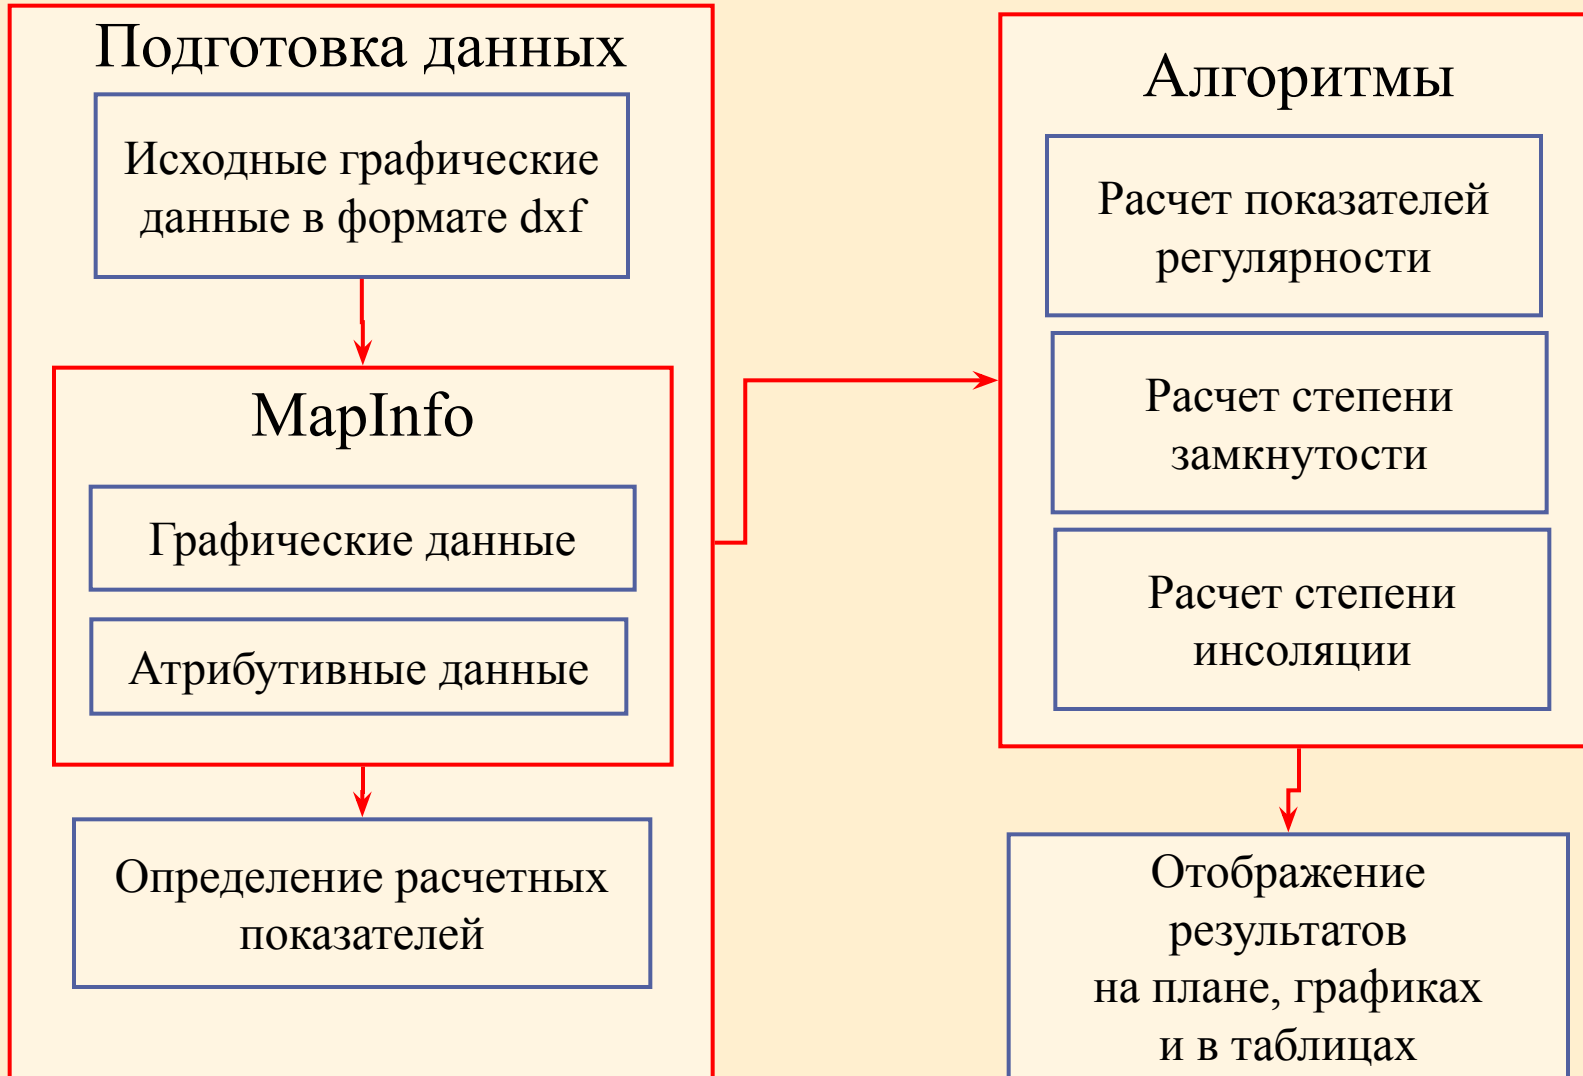 Подготовка данных
Исходные графические
данные в формате dxf
MapInfo
Графические данные
Атрибутивные данные
Определение расчетных
показателей
Алгоритмы
Расчет показателей
регулярности
Расчет степени
замкнутости
Расчет степени
инсоляции
Отображение
результатов
на плане, графиках
и в таблицах